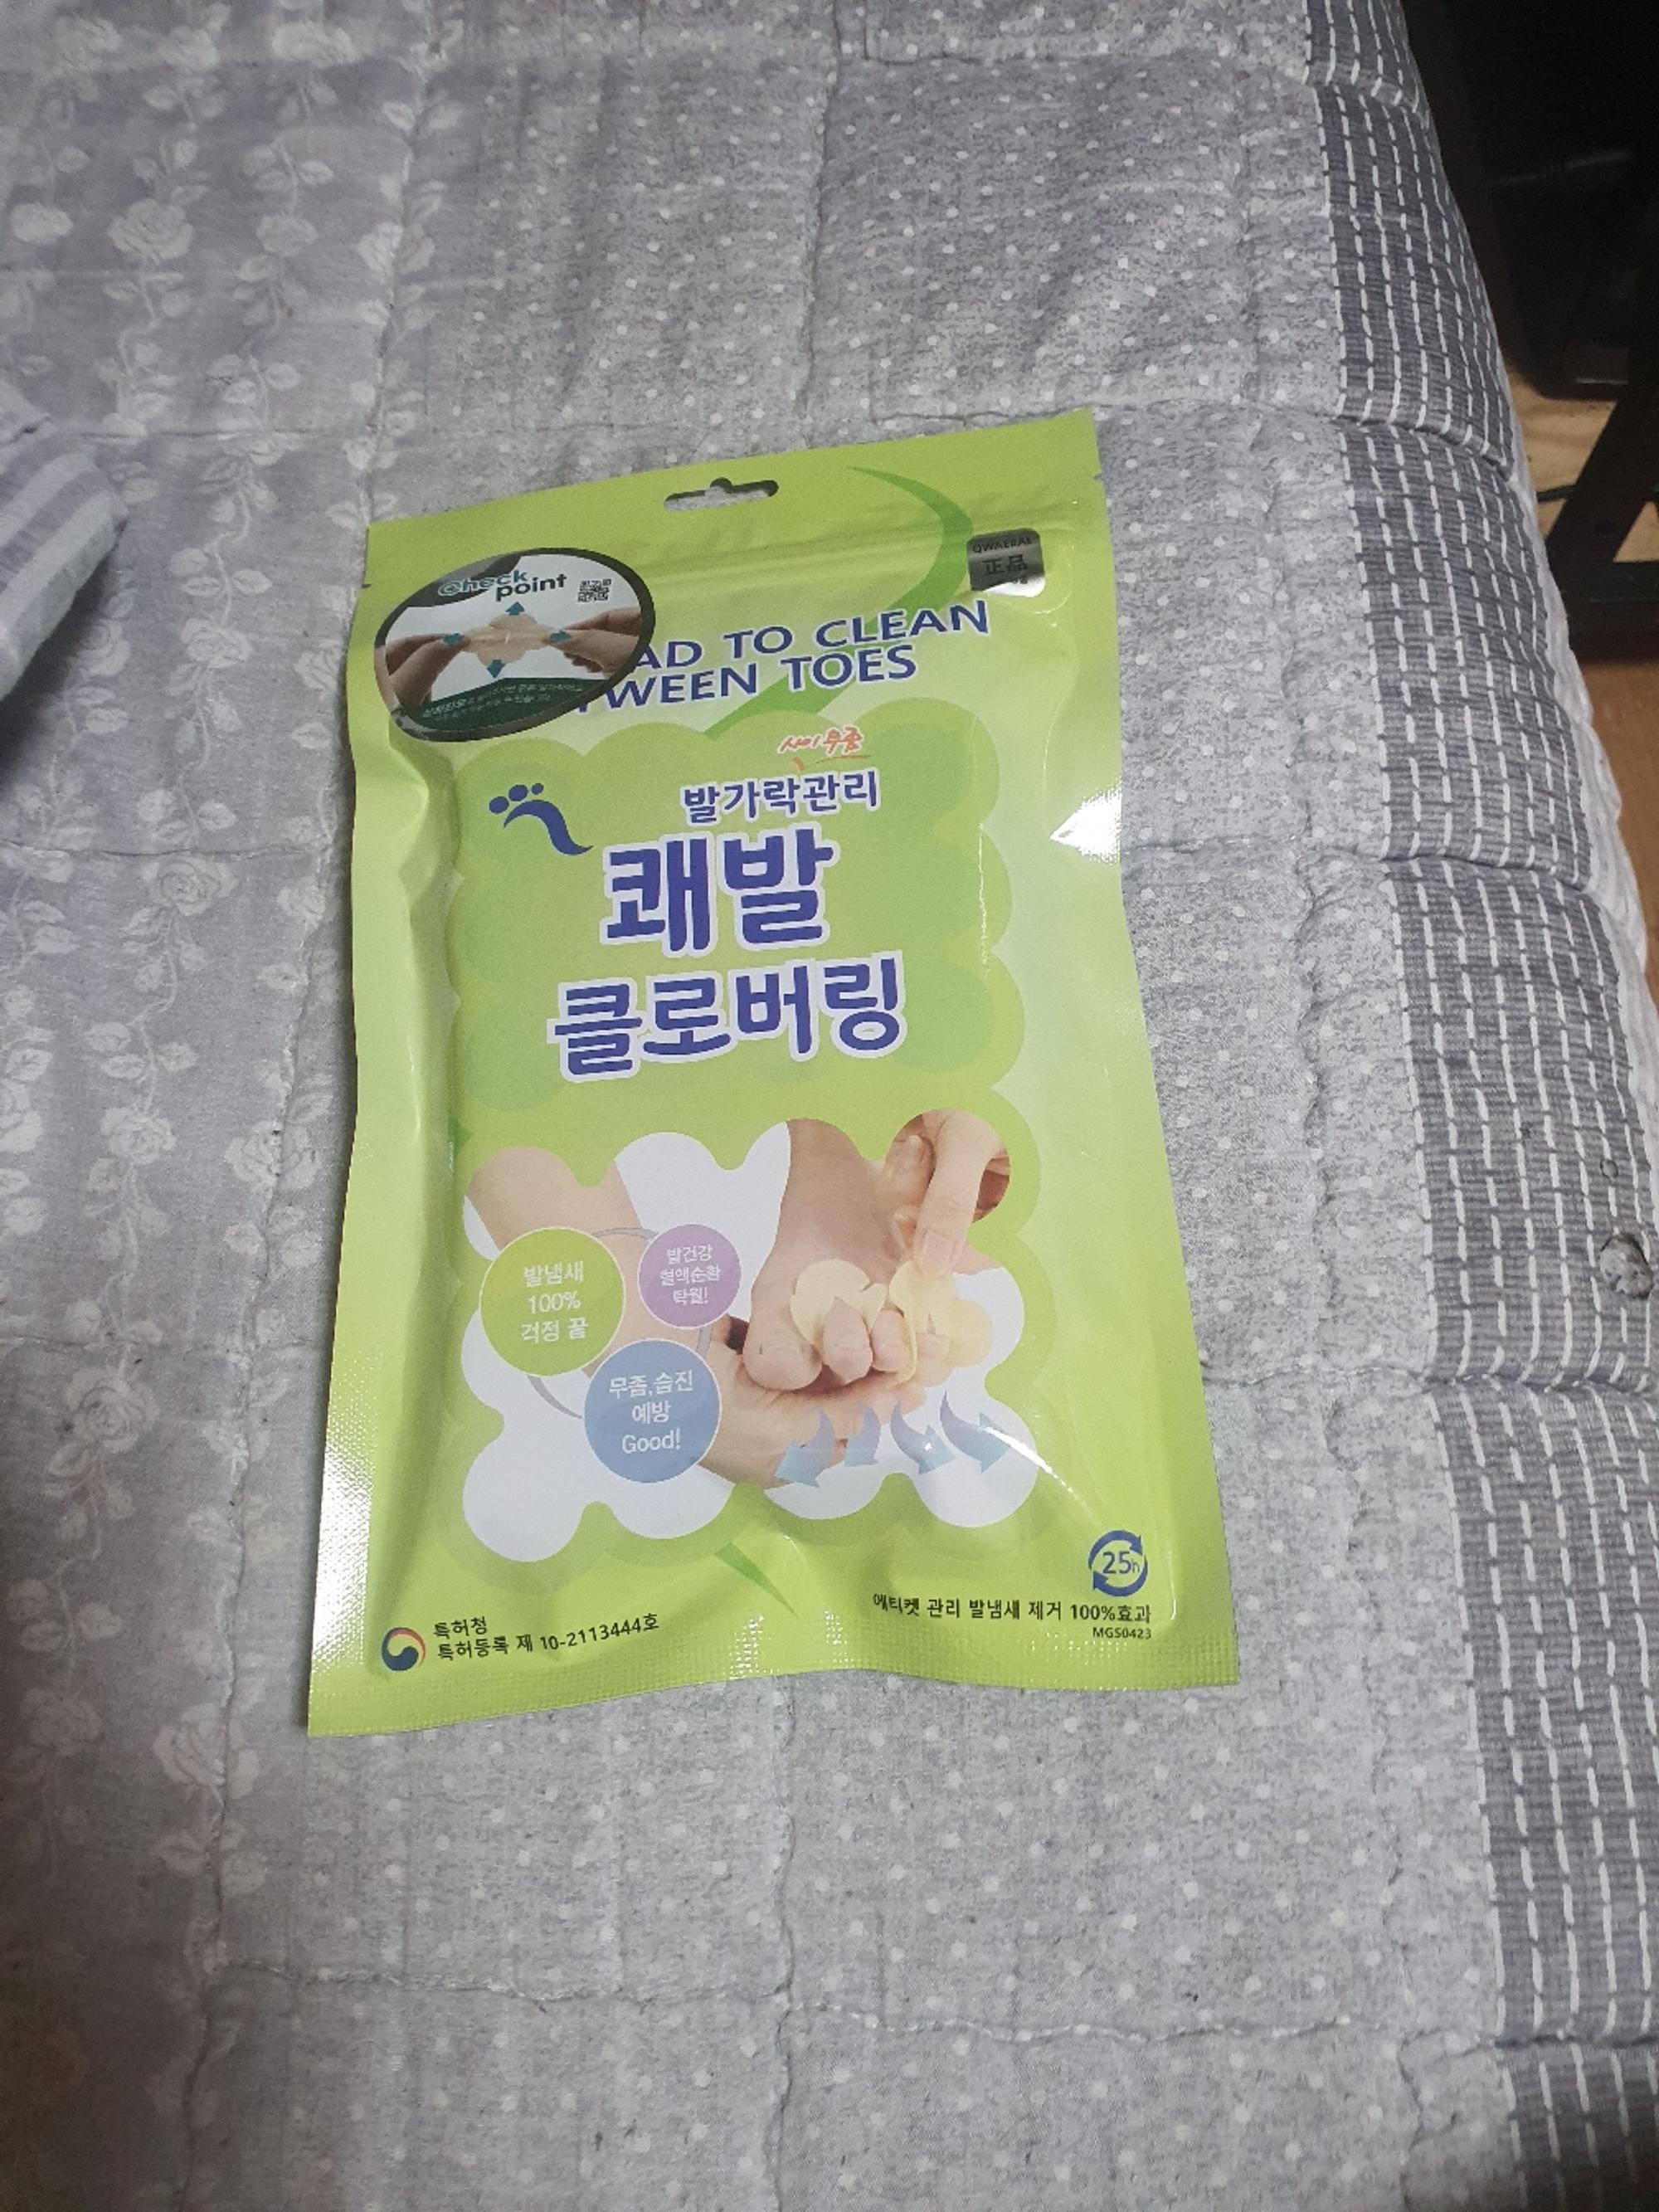 Check
point
QWAERAE
正品
AD TO CLEAN
WEEN TOES
사이무좀
발가락관리
쾌발
클로버링
발냄새
100%
걱정 끝
발건강
혈액순환
탁월!
무좀,습진
예방
Good!
25h
에티켓 관리 발냄새 제거 100%효과
MGS0423
특허청
특허등록 제 10-2113444호